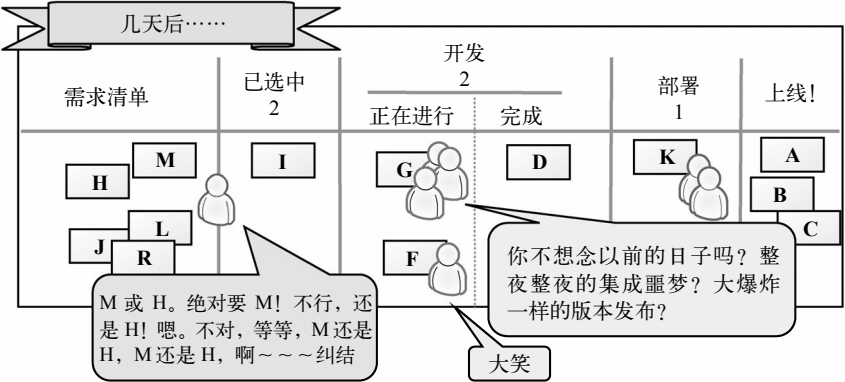 几天后……
需求清单
已选中
2
开发
2
正在进行
完成
部署
1
上线！
M
H
L
J
R
I
G
F
D
K
A
B
C
M 或 H。绝对要 M！不行，还
是 H！嗯。不对，等等，M 还是
H，M 还是 H，啊～～～纠结
你不想念以前的日子吗？整
夜整夜的集成噩梦？大爆炸
一样的版本发布？
大笑